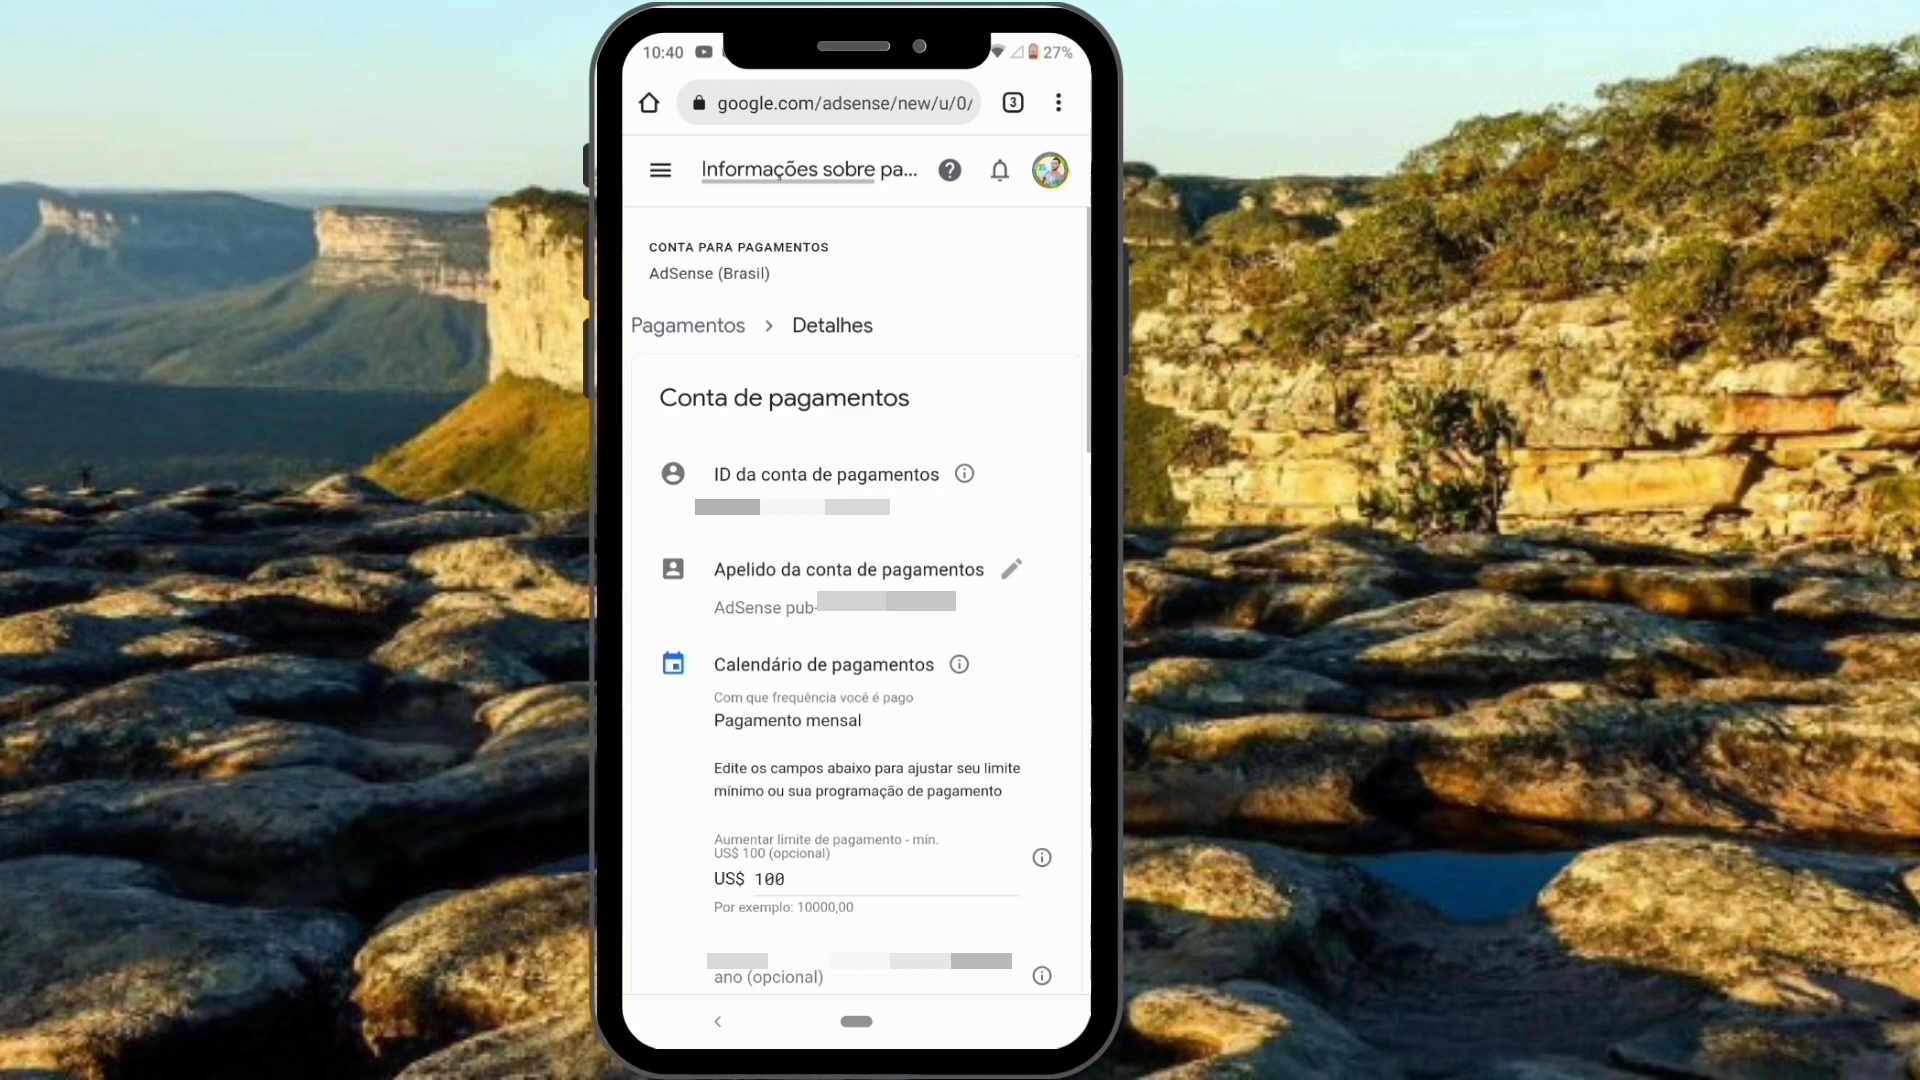 10:40
27%
google.com/adsense/new/u/0/
3
Informações sobre pa...
CONTA PARA PAGAMENTOS
AdSense (Brasil)
Pagamentos > Detalhes
Conta de pagamentos
ID da conta de pagamentos
Apelido da conta de pagamentos
AdSense pub-
Calendário de pagamentos
Com que frequência você é pago
Pagamento mensal
Edite os campos abaixo para ajustar seu limite
mínimo ou sua programação de pagamento
Aumentar limite de pagamento - mín.
US$ 100 (opcional)
US$ 100
Por exemplo: 10000,00
ano (opcional)